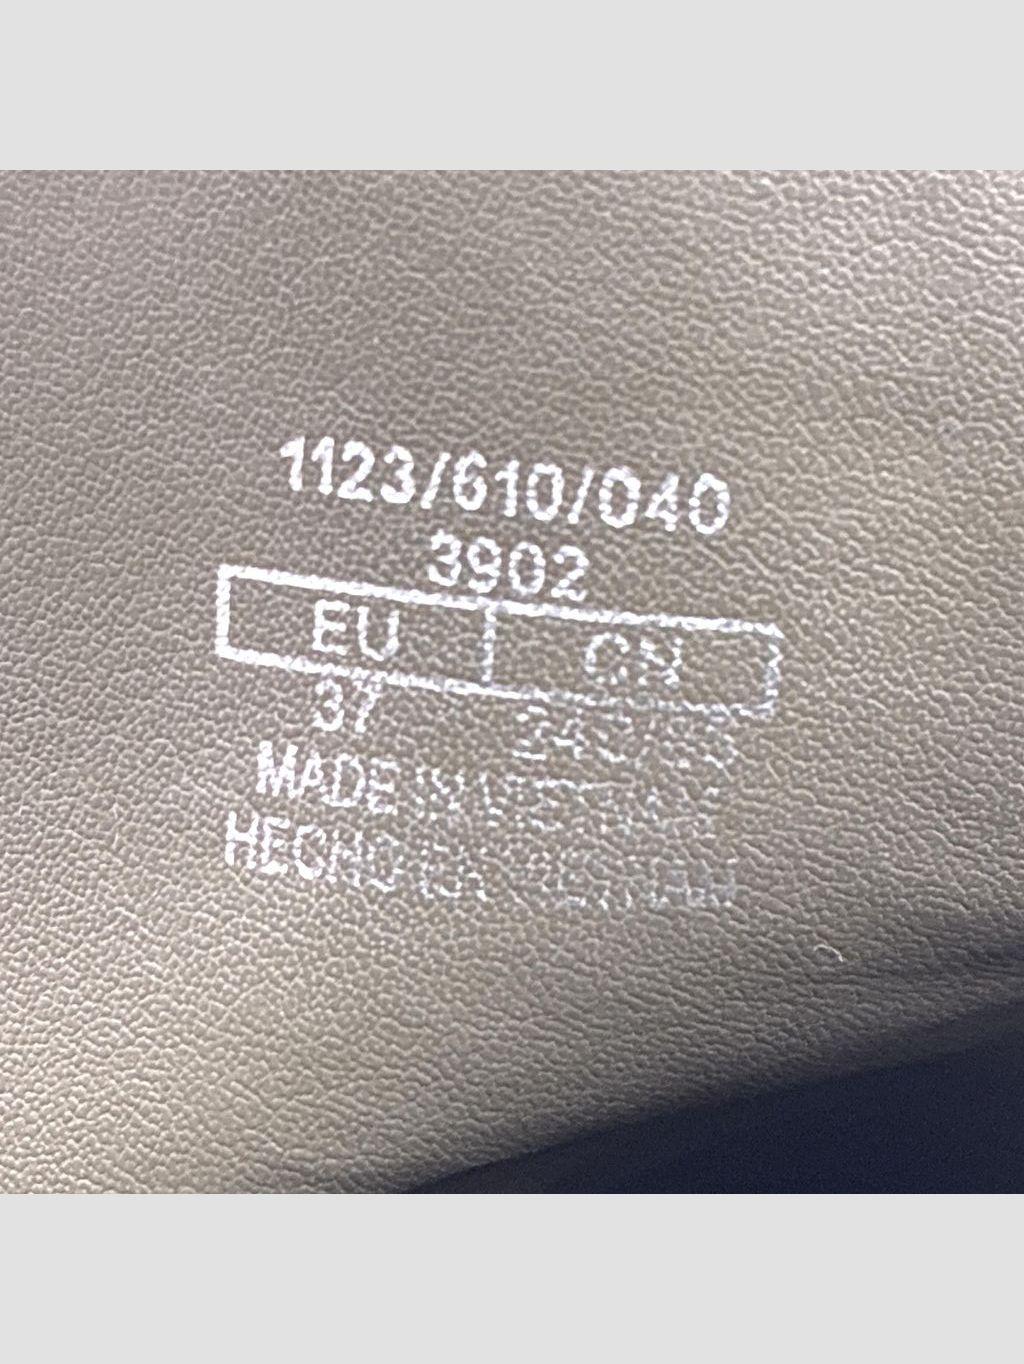 1123/610/040
3902
EU CN
37
MADE IN VIETNAM
HECHO EN VIETNAM